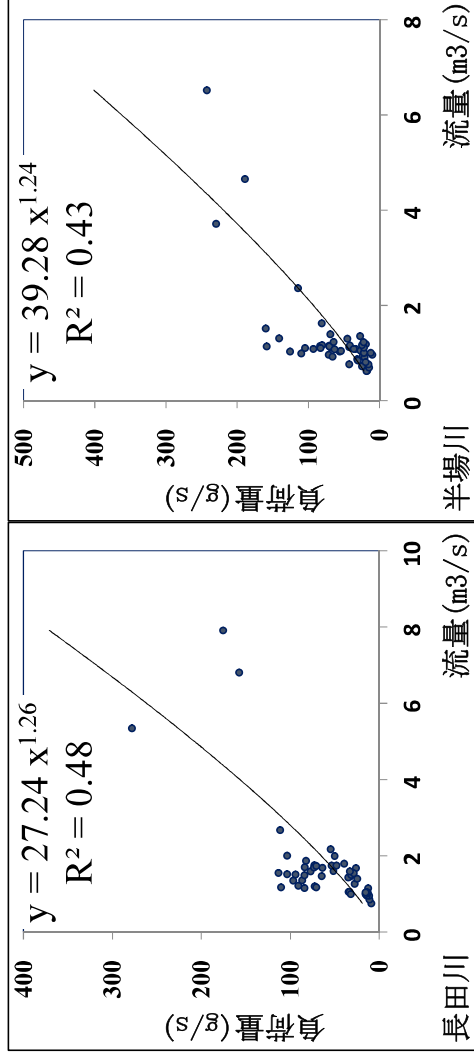 y = 27.24 x^1.26
R² = 0.48
400
300
200
100
0
負荷量(g/s)
0
2
4
6
8
10
長田川
流量(m3/s)
y = 39.28 x^1.24
R² = 0.43
500
400
300
200
100
0
負荷量(g/s)
0
2
4
6
8
半場川
流量(m3/s)